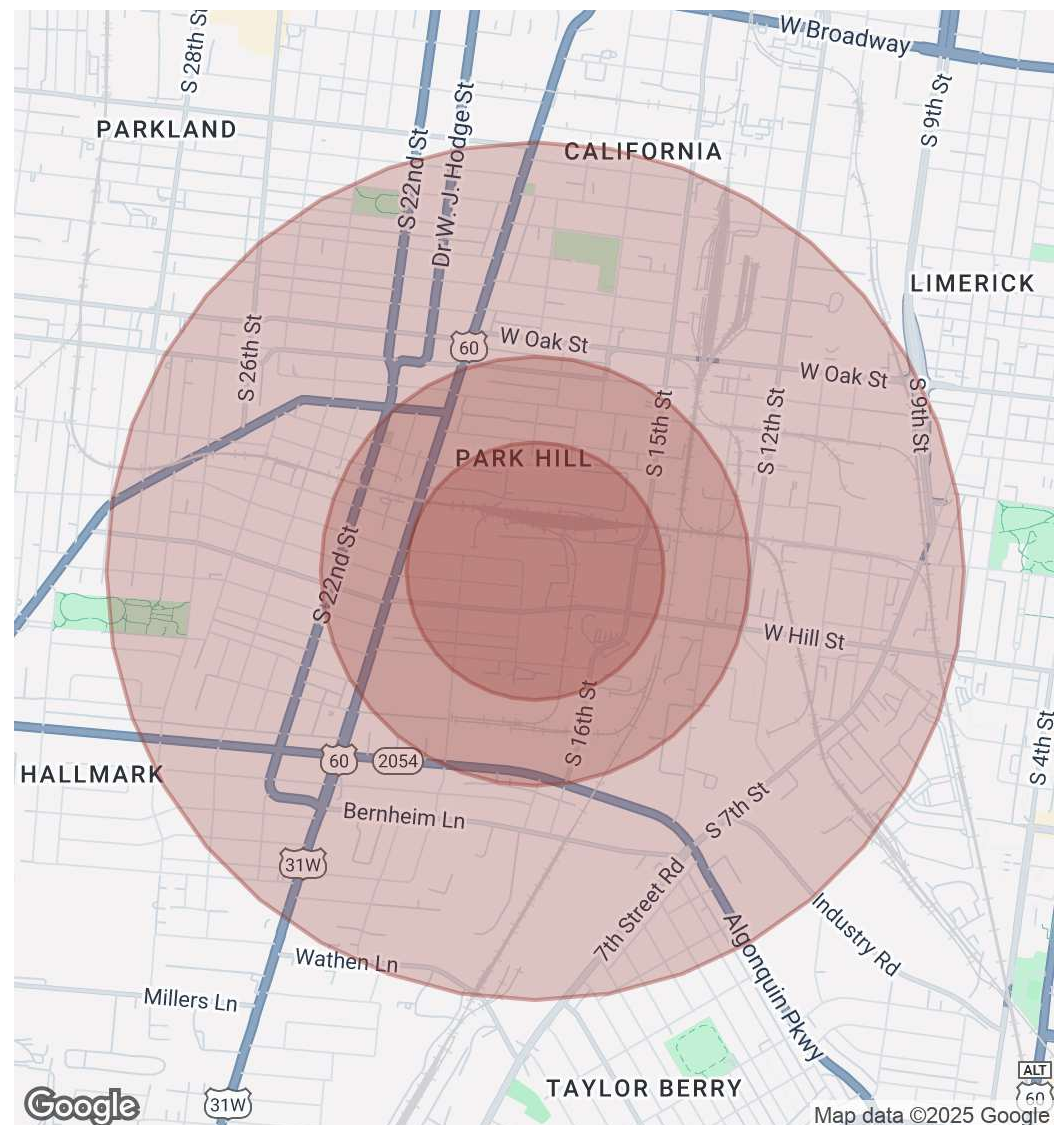 W Broadway
S 28th St
S 9th St
PARKLAND
CALIFORNIA
S 22nd St
Dr W. J. Hodge St
LIMERICK
60
W Oak St
S 26th St
W Oak St
S 15th St
S 12th St
S 9th St
PARK HILL
S 22nd St
W Hill St
S 16th St
S 4th St
60
2054
HALLMARK
Bernheim Ln
S 7th St
31W
7th Street Rd
Industry Rd
Algonquin Pkwy
Wathen Ln
Millers Ln
TAYLOR BERRY
ALT
60
31W
Google
Map data ©2025 Google